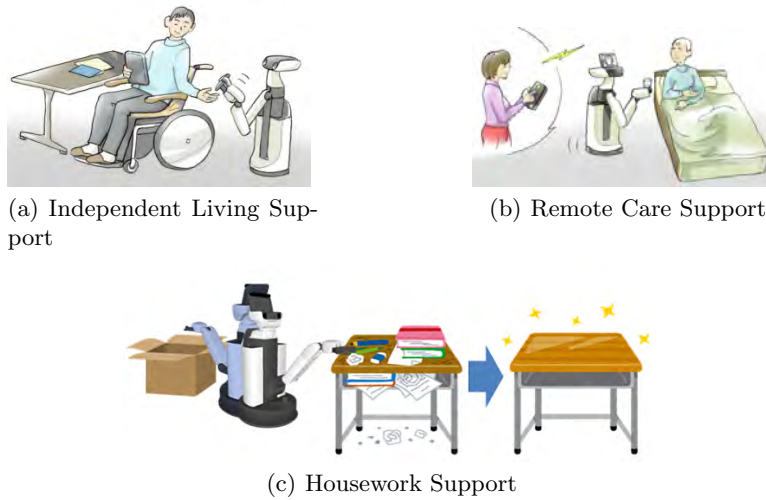 (a) Independent Living Sup-
port
(b) Remote Care Support
(c) Housework Support